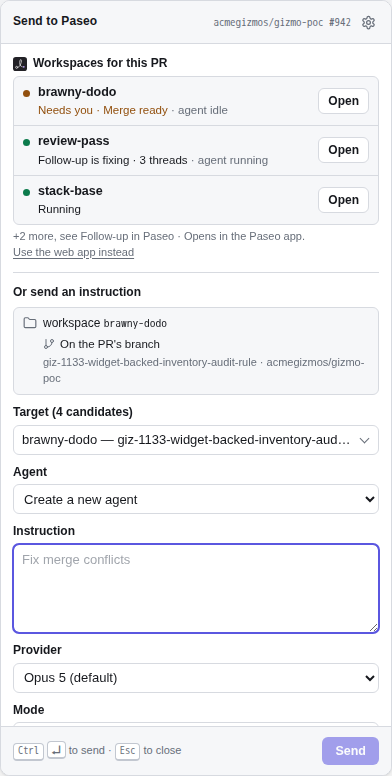 Send to Paseo
acmegizmos/gizmo-poc #942
Workspaces for this PR
brawny-dodo
Needs you · Merge ready · agent idle
Open
review-pass
Follow-up is fixing · 3 threads · agent running
Open
stack-base
Running
Open
+2 more, see Follow-up in Paseo · Opens in the Paseo app.
Use the web app instead
Or send an instruction
workspace brawny-dodo
On the PR's branch
giz-1133-widget-backed-inventory-audit-rule · acmegizmos/gizmo-
poc
Target (4 candidates)
brawny-dodo — giz-1133-widget-backed-inventory-aud…
Agent
Create a new agent
Instruction
Fix merge conflicts
Provider
Opus 5 (default)
Mode
Ctrl ↵ to send · Esc to close
Send